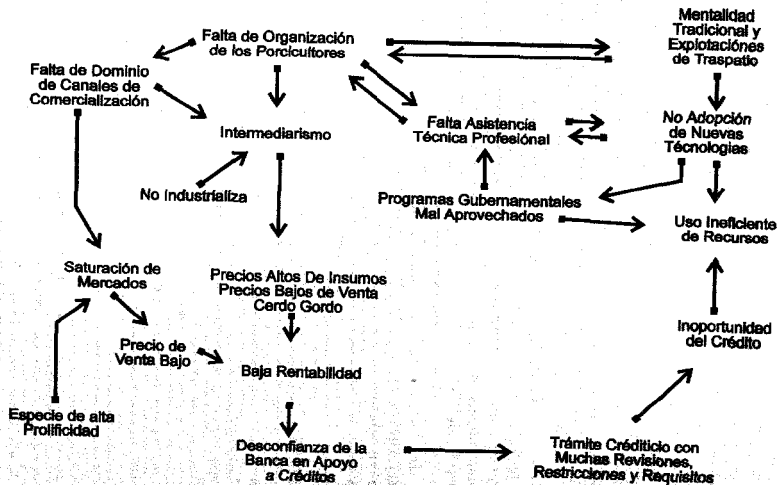 Falta de Organización
de los Porcicultores
Mentalidad
Tradicional y
Explotaciónes
de Traspatio
Falta de Dominio
de Canales de
Comercialización
Intermediarismo
Falta Asistencia
Técnica Profesiónal
No Adopción
de Nuevas
Técnologias
No Industrializa
Programas Gubernamentales
Mal Aprovechados
Uso Ineficiente
de Recursos
Saturación de
Mercados
Precios Altos De Insumos
Precios Bajos de Venta
Cerdo Gordo
Inoportunidad
del Crédito
Precio de
Venta Bajo
Baja Rentabilidad
Especie de alta
Prolificidad
Desconfianza de la
Banca en Apoyo
a Créditos
Trámite Créditicio con
Muchas Revisiones,
Restricciones y Requisitos